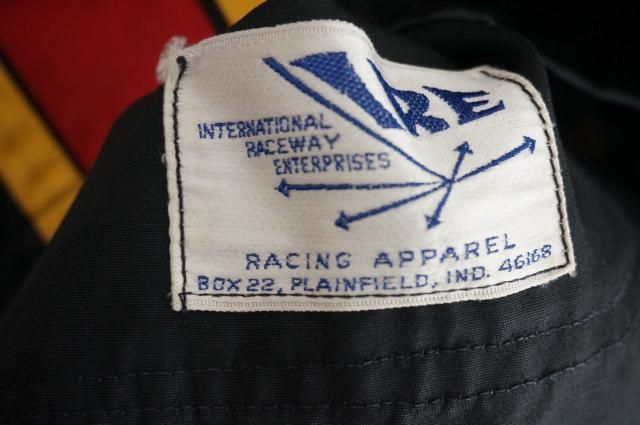 IRE
INTERNATIONAL
RACEWAY
ENTERPRISES
RACING APPAREL
BOX 22, PLAINFIELD, IND. 46168